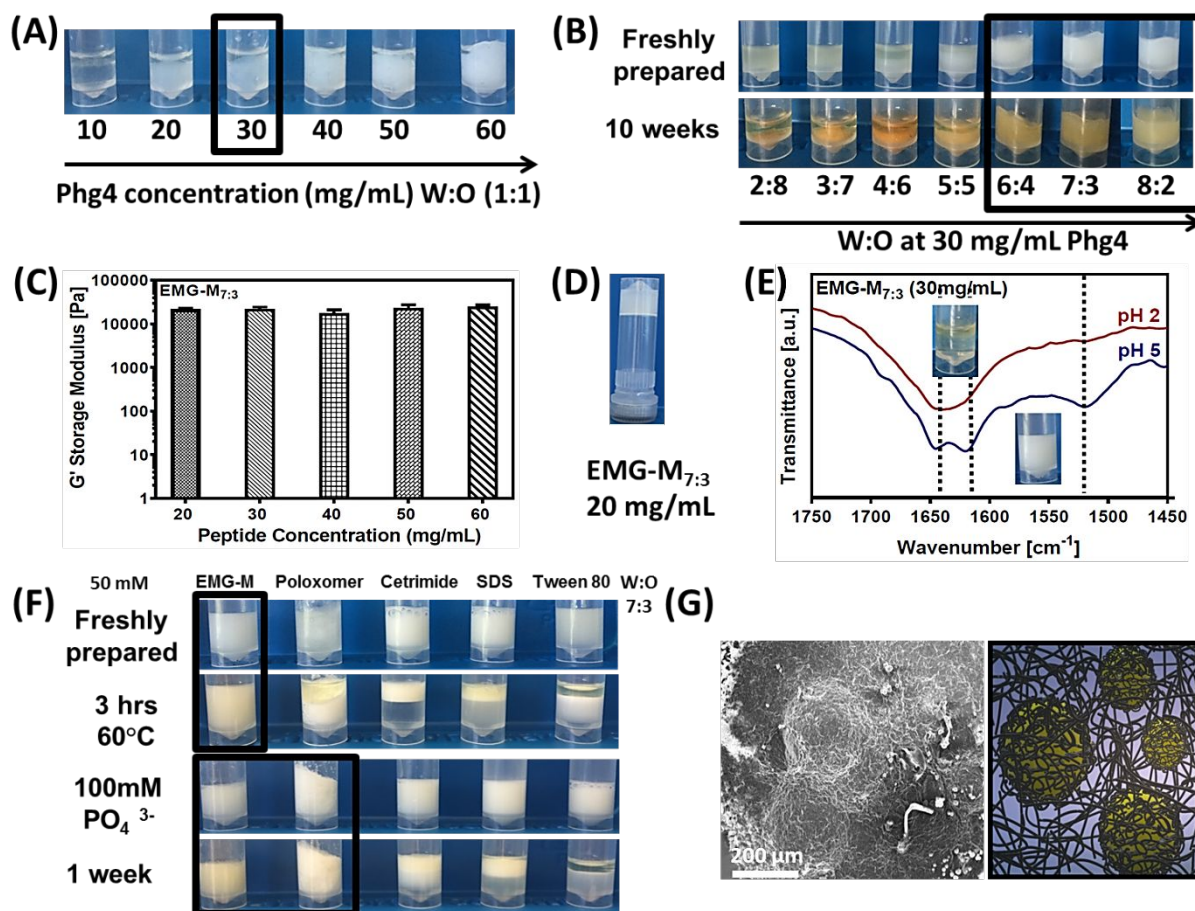 (A)
10 20 30 40 50 60
Phg4 concentration (mg/mL) W:O (1:1)
(B)
Freshly
prepared
10 weeks
2:8 3:7 4:6 5:5 6:4 7:3 8:2
W:O at 30 mg/mL Phg4
(C)
EMG-M7:3
G' Storage Modulus [Pa]
100000
10000
1000
100
10
1
20 30 40 50 60
Peptide Concentration (mg/mL)
(D)
EMG-M7:3
20 mg/mL
(E)
EMG-M7:3 (30mg/mL)
pH 2
pH 5
Transmittance [a.u.]
1750 1700 1650 1600 1550 1500 1450
Wavenumber [cm-1]
(F)
50 mM EMG-M Poloxomer Cetrimide SDS Tween 80 W:O
7:3
Freshly
prepared
3 hrs
60°C
100mM
PO4 3-
1 week
(G)
200 µm